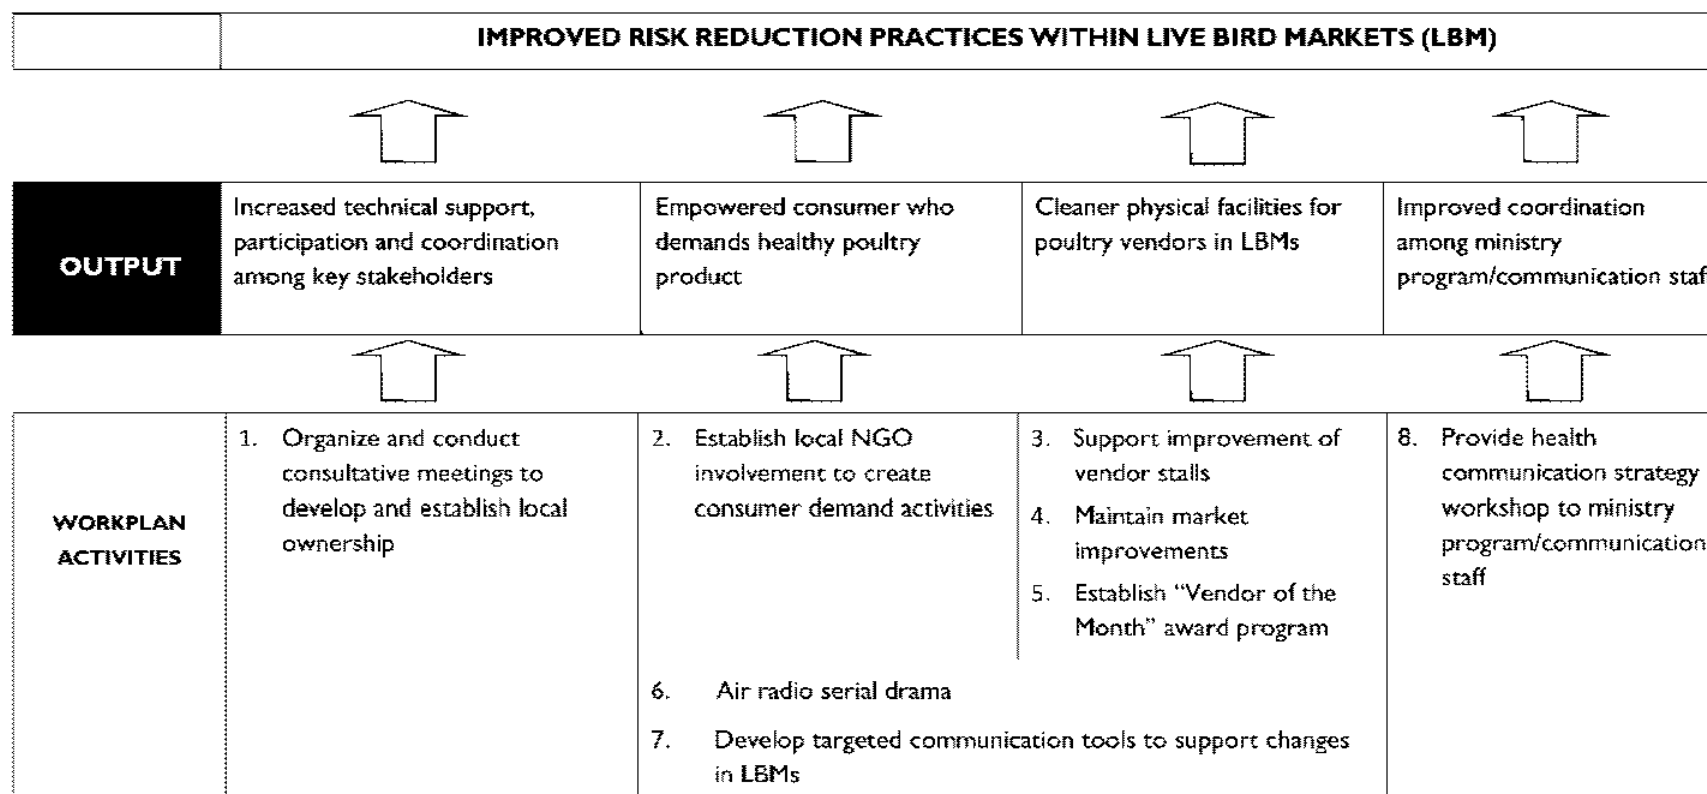 IMPROVED RISK REDUCTION PRACTICES WITHIN LIVE BIRD MARKETS (LBM)
OUTPUT
Increased technical support,
participation and coordination
among key stakeholders
Empowered consumer who
demands healthy poultry
product
Cleaner physical facilities for
poultry vendors in LBMs
Improved coordination
among ministry
program/communication staf
WORKPLAN
ACTIVITIES
1. Organize and conduct
consultative meetings to
develop and establish local
ownership
2. Establish local NGO
involvement to create
consumer demand activities
3. Support improvement of
vendor stalls
4. Maintain market
improvements
5. Establish “Vendor of the
Month” award program
6. Air radio serial drama
7. Develop targeted communication tools to support changes
in LBMs
8. Provide health
communication strategy
workshop to ministry
program/communication
staff